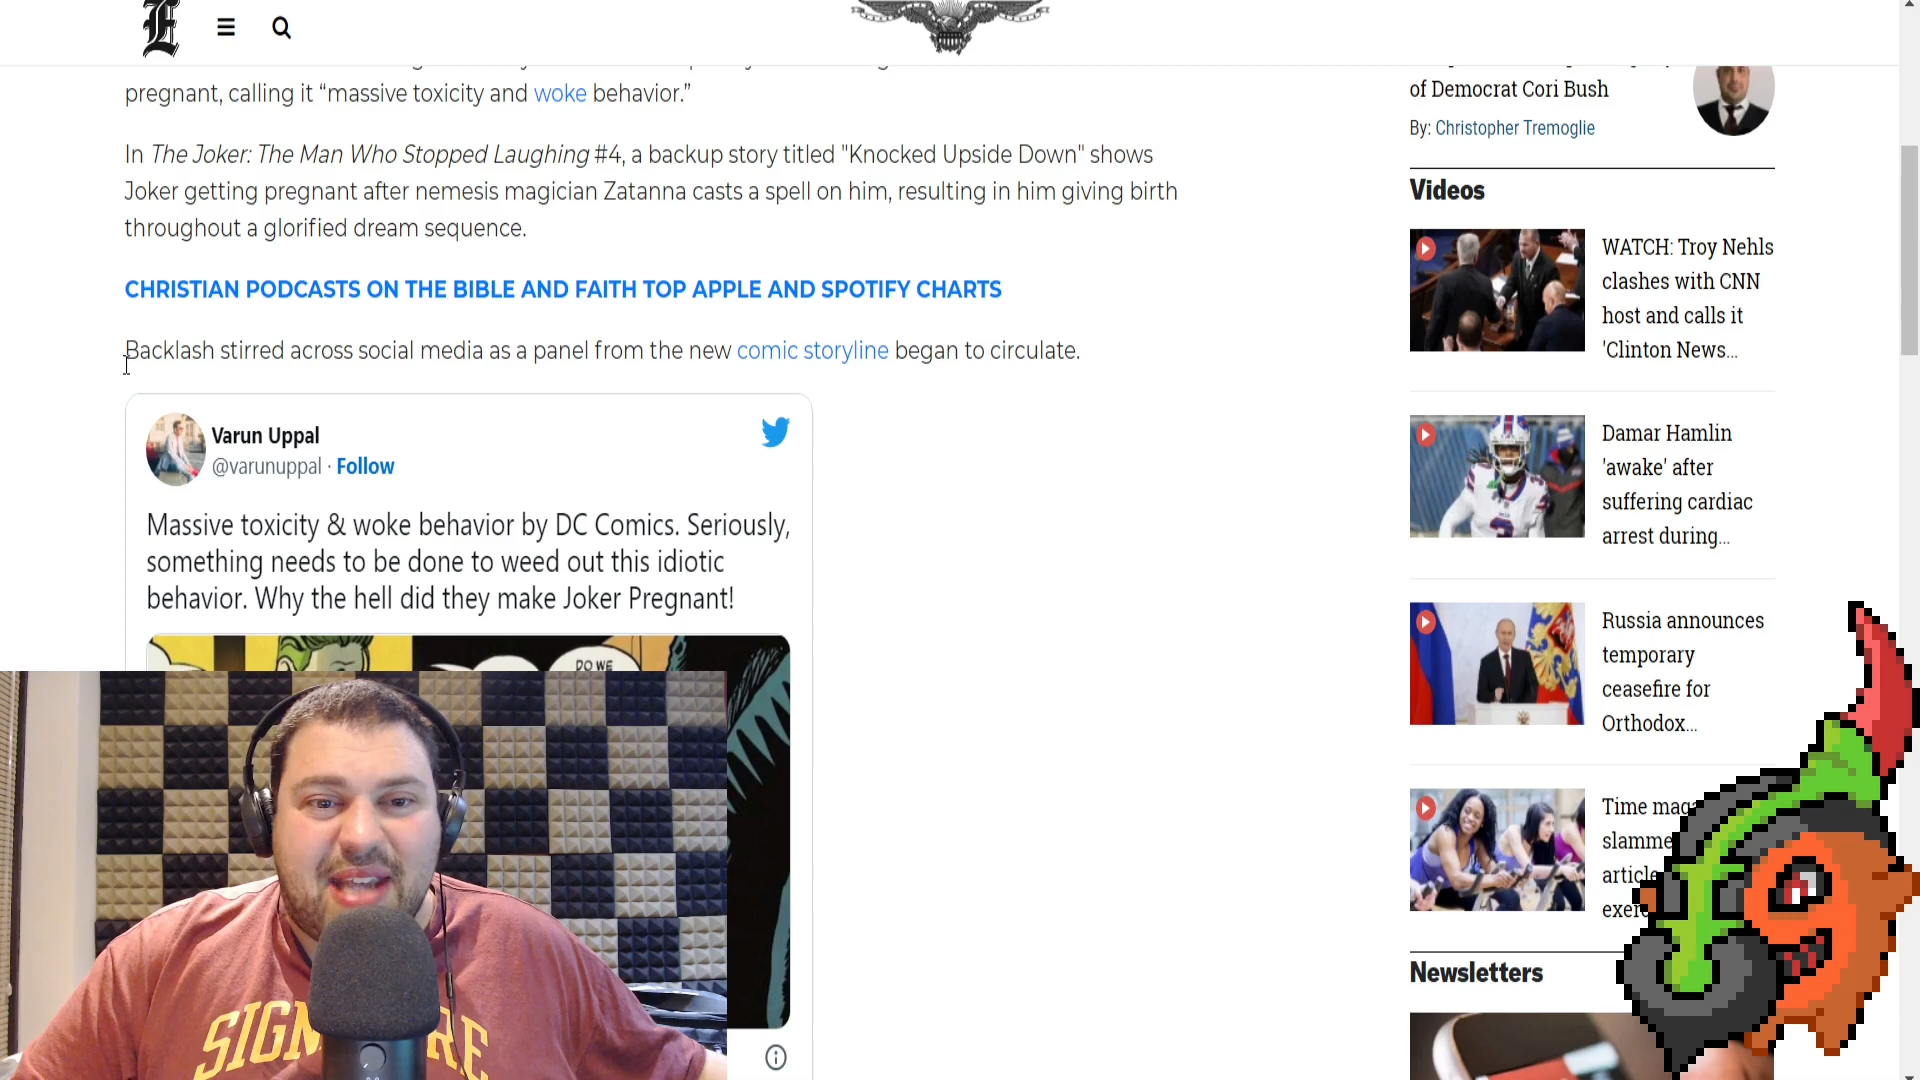 pregnant, calling it “massive toxicity and woke behavior.”
In The Joker: The Man Who Stopped Laughing #4, a backup story titled "Knocked Upside Down" shows
Joker getting pregnant after nemesis magician Zatanna casts a spell on him, resulting in him giving birth
throughout a glorified dream sequence.
CHRISTIAN PODCASTS ON THE BIBLE AND FAITH TOP APPLE AND SPOTIFY CHARTS
Backlash stirred across social media as a panel from the new comic storyline began to circulate.
Varun Uppal
@varunuppal · Follow
Massive toxicity & woke behavior by DC Comics. Seriously,
something needs to be done to weed out this idiotic
behavior. Why the hell did they make Joker Pregnant!
DO WE
of Democrat Cori Bush
By: Christopher Tremoglie
Videos
WATCH: Troy Nehls
clashes with CNN
host and calls it
'Clinton News...
Damar Hamlin
'awake' after
suffering cardiac
arrest during...
Russia announces
temporary
ceasefire for
Orthodox...
Time
slamme
article
Newsletters